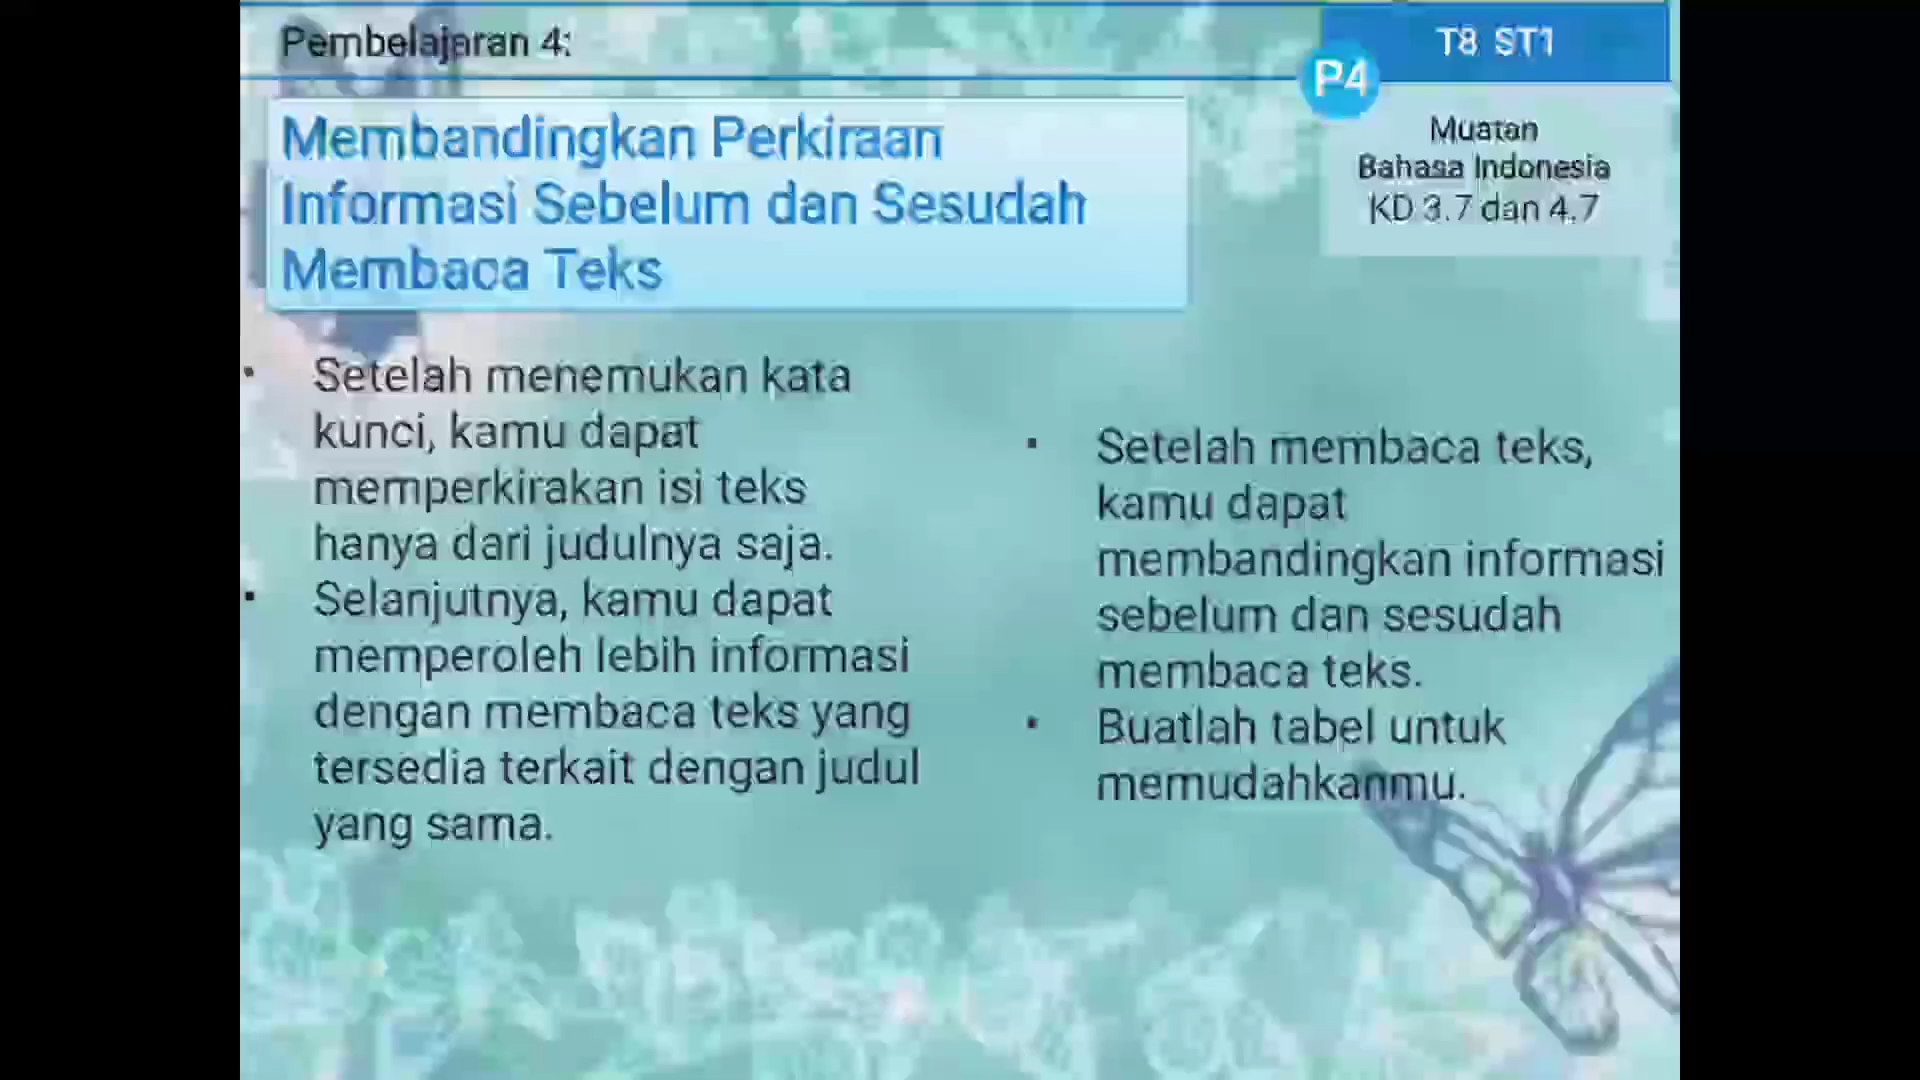 Pembelajaran 4:
T8 ST1
P4
Muatan
Bahasa Indonesia
KD 3.7 dan 4.7
Membandingkan Perkiraan
Informasi Sebelum dan Sesudah
Membaca Teks
• Setelah menemukan kata
kunci, kamu dapat
memperkirakan isi teks
hanya dari judulnya saja.
• Selanjutnya, kamu dapat
memperoleh lebih informasi
dengan membaca teks yang
tersedia terkait dengan judul
yang sama.
• Setelah membaca teks,
kamu dapat
membandingkan informasi
sebelum dan sesudah
membaca teks.
• Buatlah tabel untuk
memudahkanmu.